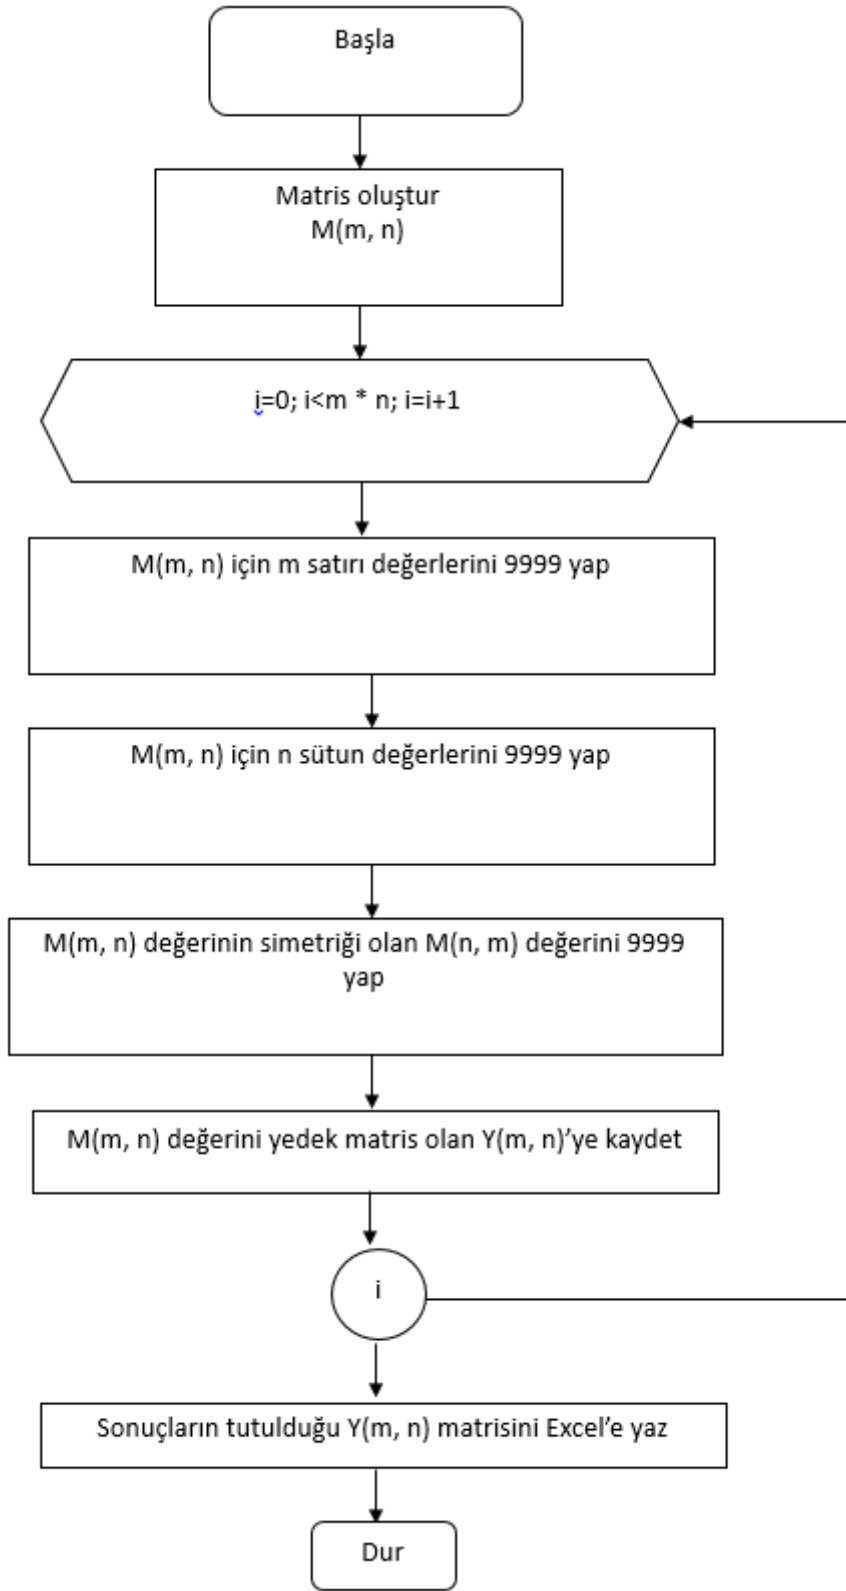 Başla
Matris oluştur
M(m, n)
i=0; i<m * n; i=i+1
M(m, n) için m satırı değerlerini 9999 yap
M(m, n) için n sütun değerlerini 9999 yap
M(m, n) değerinin simetriği olan M(n, m) değerini 9999
yap
M(m, n) değerini yedek matris olan Y(m, n)’ye kaydet
i
Sonuçların tutulduğu Y(m, n) matrisini Excel’e yaz
Dur